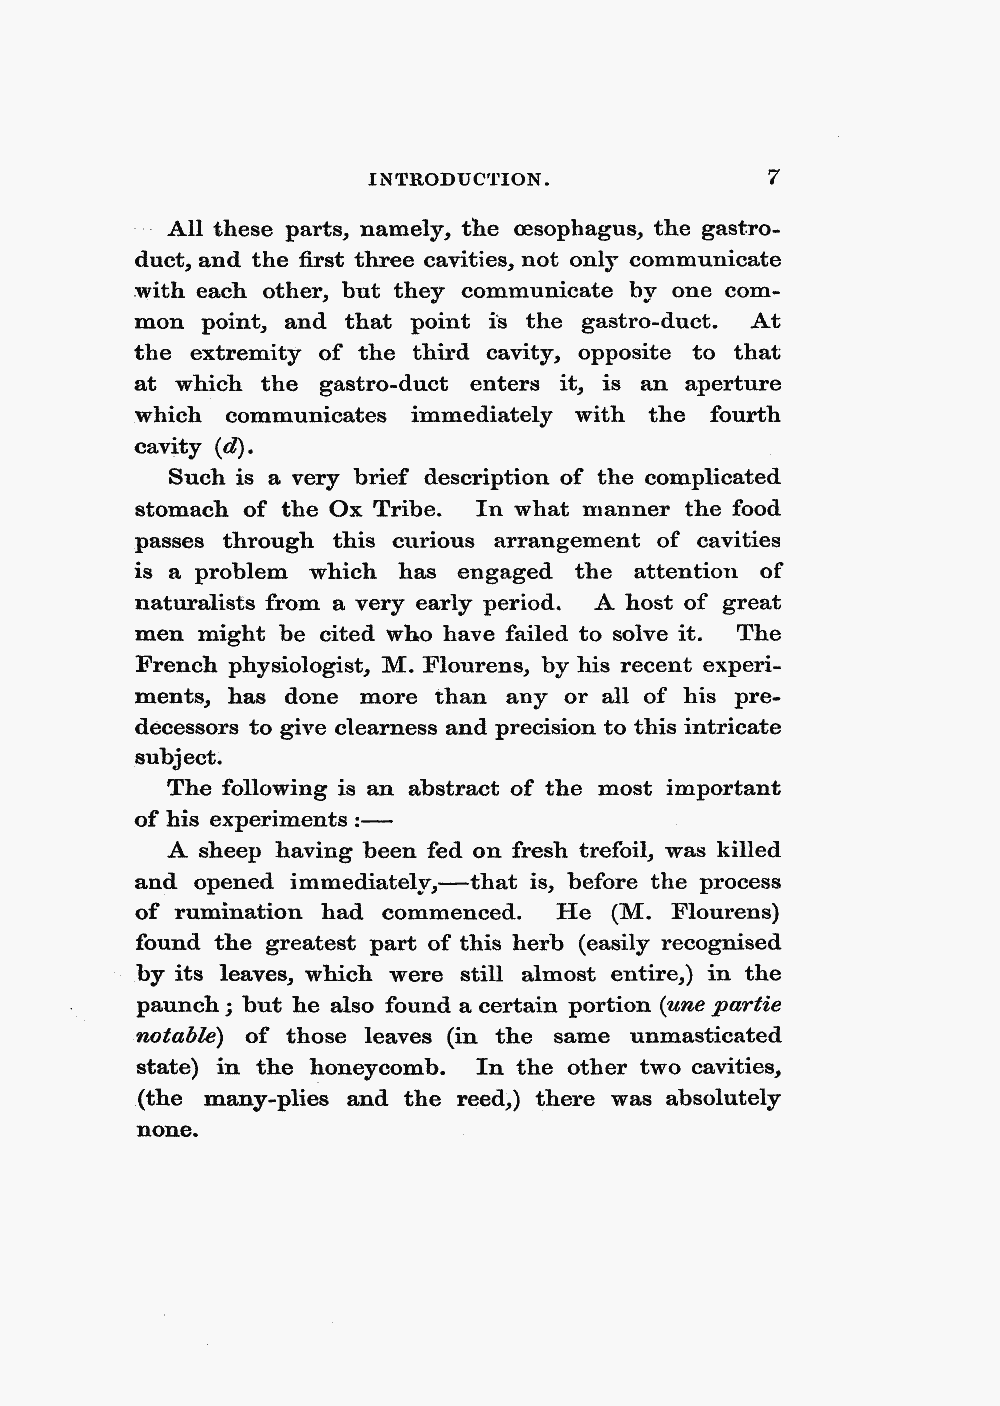 INTRODUCTION. 7
All these parts, namely, the œsophagus, the gastro-
duct, and the first three cavities, not only communicate
with each other, but they communicate by one com-
mon point, and that point is the gastro-duct. At
the extremity of the third cavity, opposite to that
at which the gastro-duct enters it, is an aperture
which communicates immediately with the fourth
cavity (d).
Such is a very brief description of the complicated
stomach of the Ox Tribe. In what manner the food
passes through this curious arrangement of cavities
is a problem which has engaged the attention of
naturalists from a very early period. A host of great
men might be cited who have failed to solve it. The
French physiologist, M. Flourens, by his recent experi-
ments, has done more than any or all of his pre-
decessors to give clearness and precision to this intricate
subject.
The following is an abstract of the most important
of his experiments :—
A sheep having been fed on fresh trefoil, was killed
and opened immediately,—that is, before the process
of rumination had commenced. He (M. Flourens)
found the greatest part of this herb (easily recognised
by its leaves, which were still almost entire,) in the
paunch ; but he also found a certain portion (une partie
notable) of those leaves (in the same unmasticated
state) in the honeycomb. In the other two cavities,
(the many-plies and the reed,) there was absolutely
none.